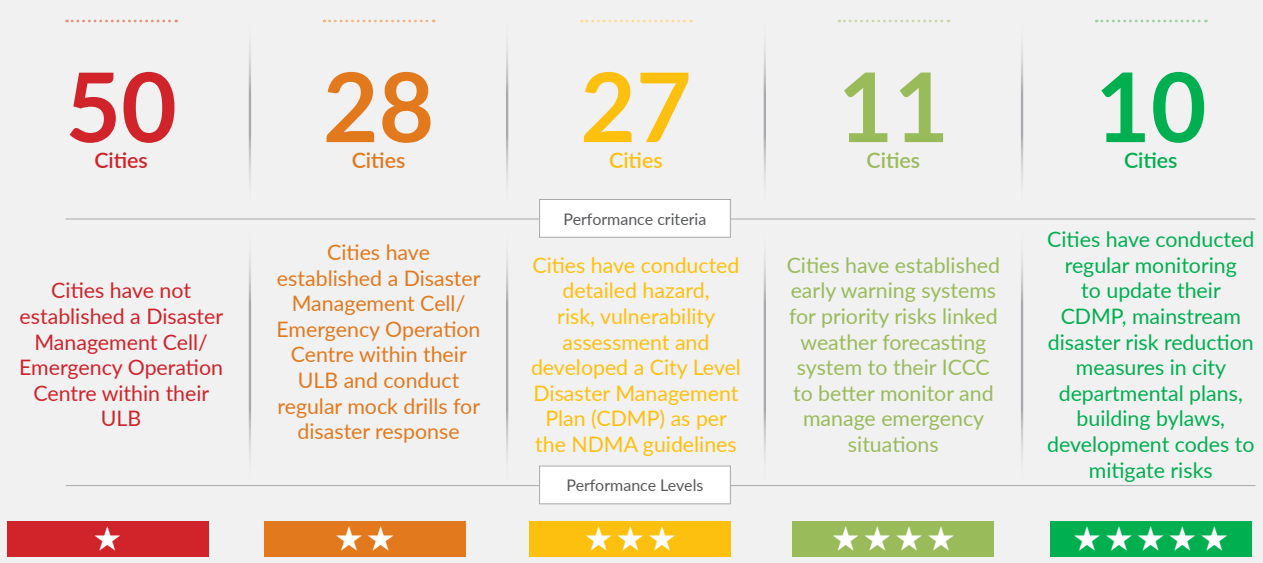 50
Cities
28
Cities
27
Cities
11
Cities
10
Cities
Performance criteria
Cities have not
established a Disaster
Management Cell/
Emergency Operation
Centre within their
ULB
Cities have
established a Disaster
Management Cell/
Emergency Operation
Centre within their
ULB and conduct
regular mock drills for
disaster response
Cities have conducted
detailed hazard,
risk, vulnerability
assessment and
developed a City Level
Disaster Management
Plan (CDMP) as per
the NDMA guidelines
Cities have established
early warning systems
for priority risks linked
weather forecasting
system to their ICCC
to better monitor and
manage emergency
situations
Cities have conducted
regular monitoring
to update their
CDMP, mainstream
disaster risk reduction
measures in city
departmental plans,
building bylaws,
development codes to
mitigate risks
Performance Levels